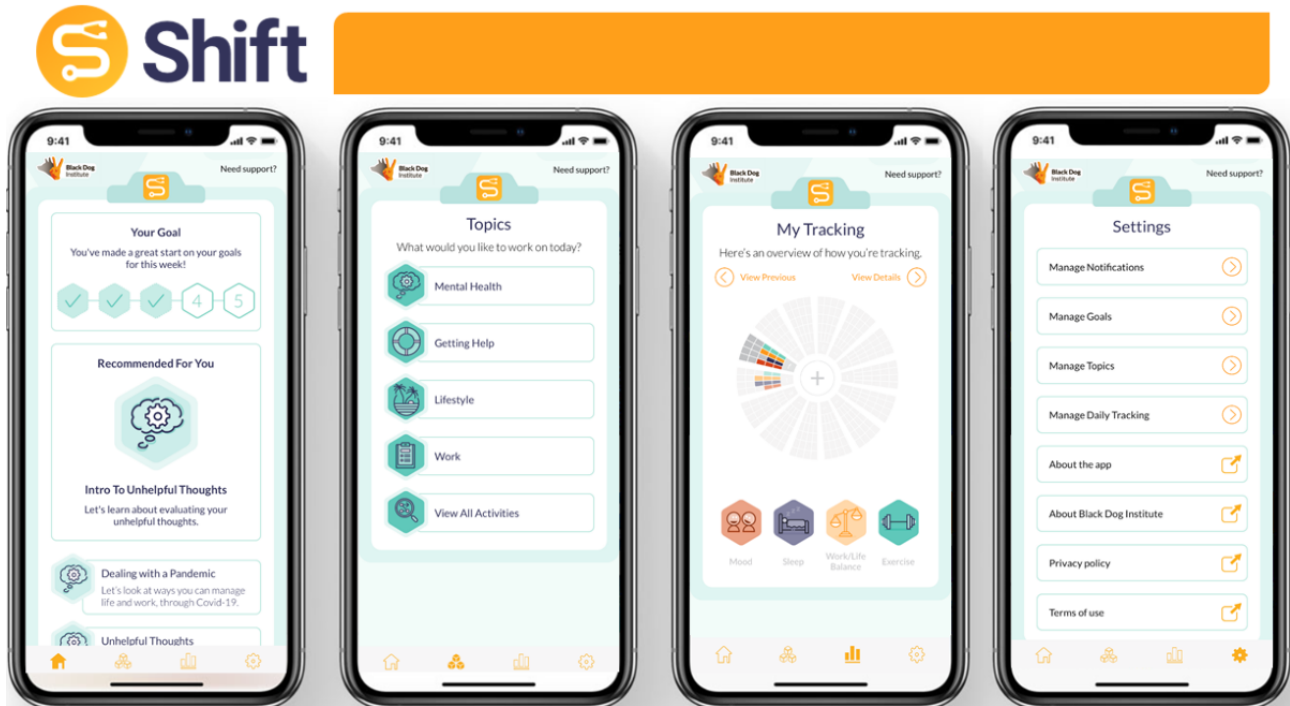 Shift
9:41
Black Dog
Institute
Need support?
Your Goal
You've made a great start on your goals
for this week!
4
5
Recommended For You
Intro To Unhelpful Thoughts
Let's learn about evaluating your
unhelpful thoughts.
Dealing with a Pandemic
Let's look at ways you can manage
life and work, through Covid-19.
Unhelpful Thoughts
9:41
Black Dog
Institute
Need support?
Topics
What would you like to work on today?
Mental Health
Getting Help
Lifestyle
Work
View All Activities
9:41
Black Dog
Institute
Need support?
My Tracking
Here's an overview of how you're tracking.
View Previous
View Details
Mood
Sleep
Work/Life
Balance
Exercise
9:41
Black Dog
Institute
Need support?
Settings
Manage Notifications
Manage Goals
Manage Topics
Manage Daily Tracking
About the app
About Black Dog Institute
Privacy policy
Terms of use